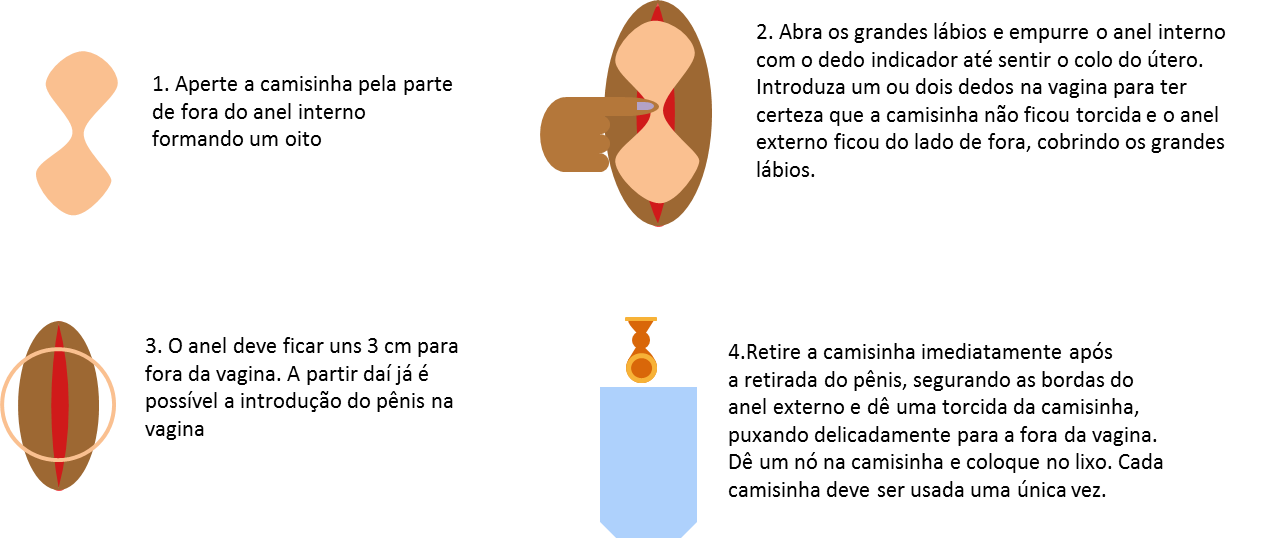 1. Aperte a camisinha pela parte
de fora do anel interno
formando um oito
2. Abra os grandes lábios e empurre o anel interno
com o dedo indicador até sentir o colo do útero.
Introduza um ou dois dedos na vagina para ter
certeza que a camisinha não ficou torcida e o anel
externo ficou do lado de fora, cobrindo os grandes
lábios.
3. O anel deve ficar uns 3 cm para
fora da vagina. A partir daí já é
possível a introdução do pênis na
vagina
4.Retire a camisinha imediatamente após
a retirada do pênis, segurando as bordas do
anel externo e dê uma torcida da camisinha,
puxando delicadamente para a fora da vagina.
Dê um nó na camisinha e coloque no lixo. Cada
camisinha deve ser usada uma única vez.